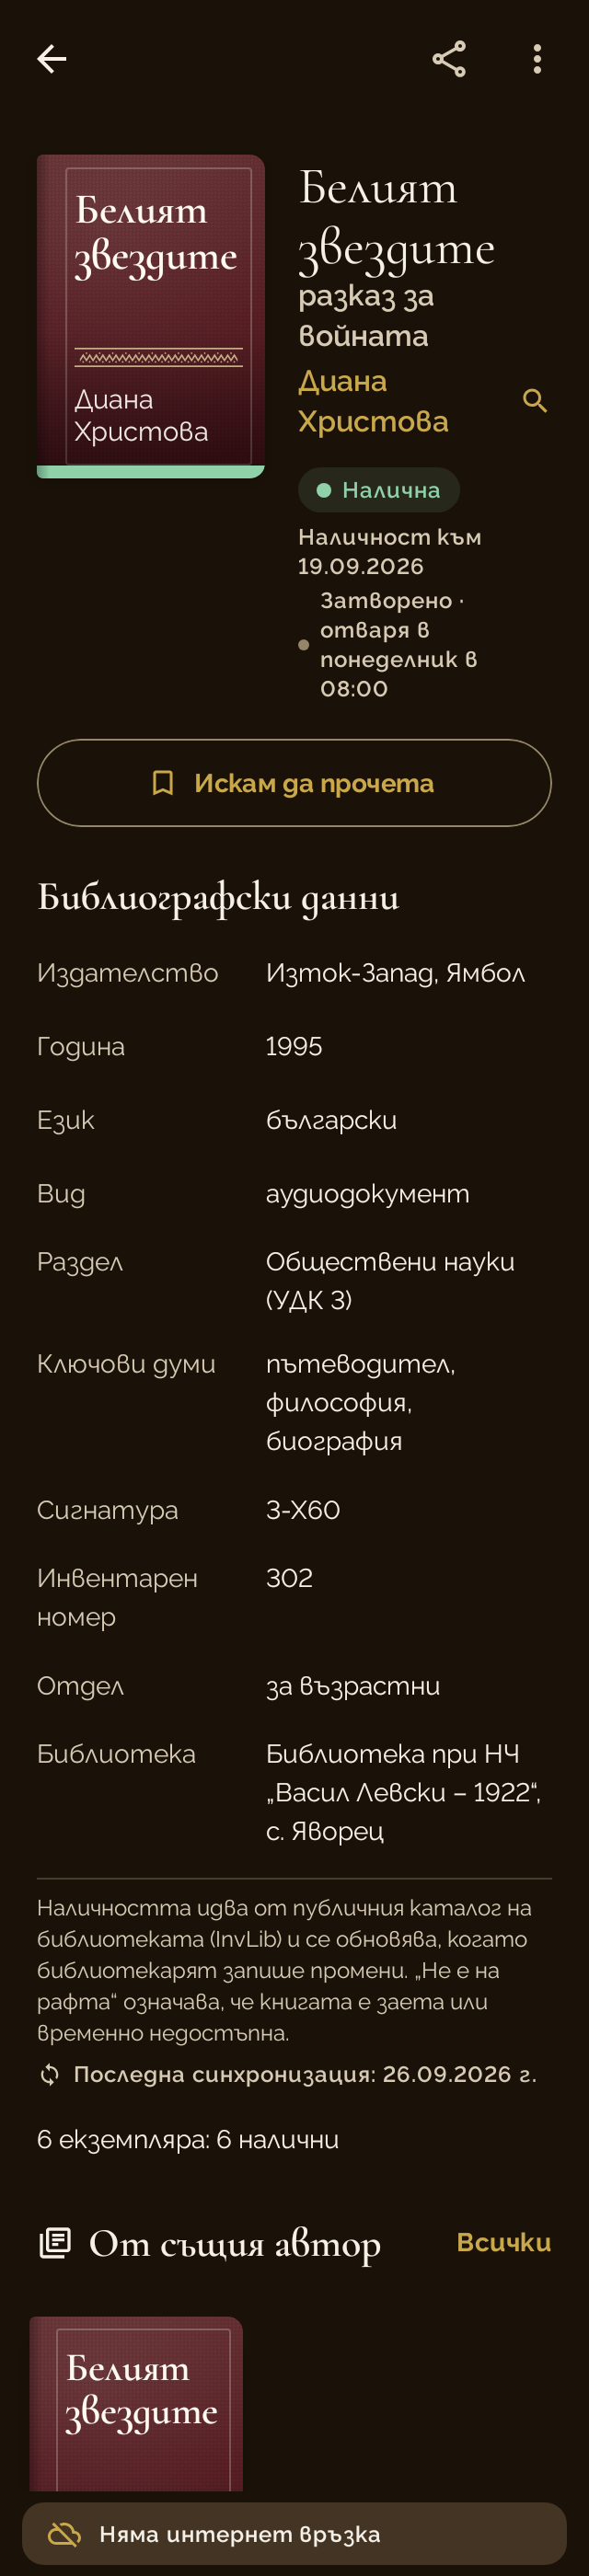 Белият
звездите
Диана
Христова
Белият
звездите
разказ за
войната
Диана
Христова
Налична
Наличност към
19.09.2026
Затворено ·
отваря в
понеделник в
08:00
Искам да прочета
Библиографски данни
Издателство
Изток-Запад, Ямбол
Година
1995
Език
български
Вид
аудиодокумент
Раздел
Обществени науки
(УДК 3)
Ключови думи
пътеводител,
философия,
биография
Сигнатура
3-Х60
Инвентарен
номер
302
Отдел
за възрастни
Библиотека
Библиотека при НЧ
„Васил Левски – 1922“,
с. Яворец
Наличността идва от публичния каталог на
библиотеката (InvLib) и се обновява, когато
библиотекарят запише промени. „Не е на
рафта“ означава, че книгата е заета или
временно недостъпна.
Последна синхронизация: 26.09.2026 г.
6 екземпляра: 6 налични
От същия автор
Всички
Белият
звездите
Няма интернет връзка